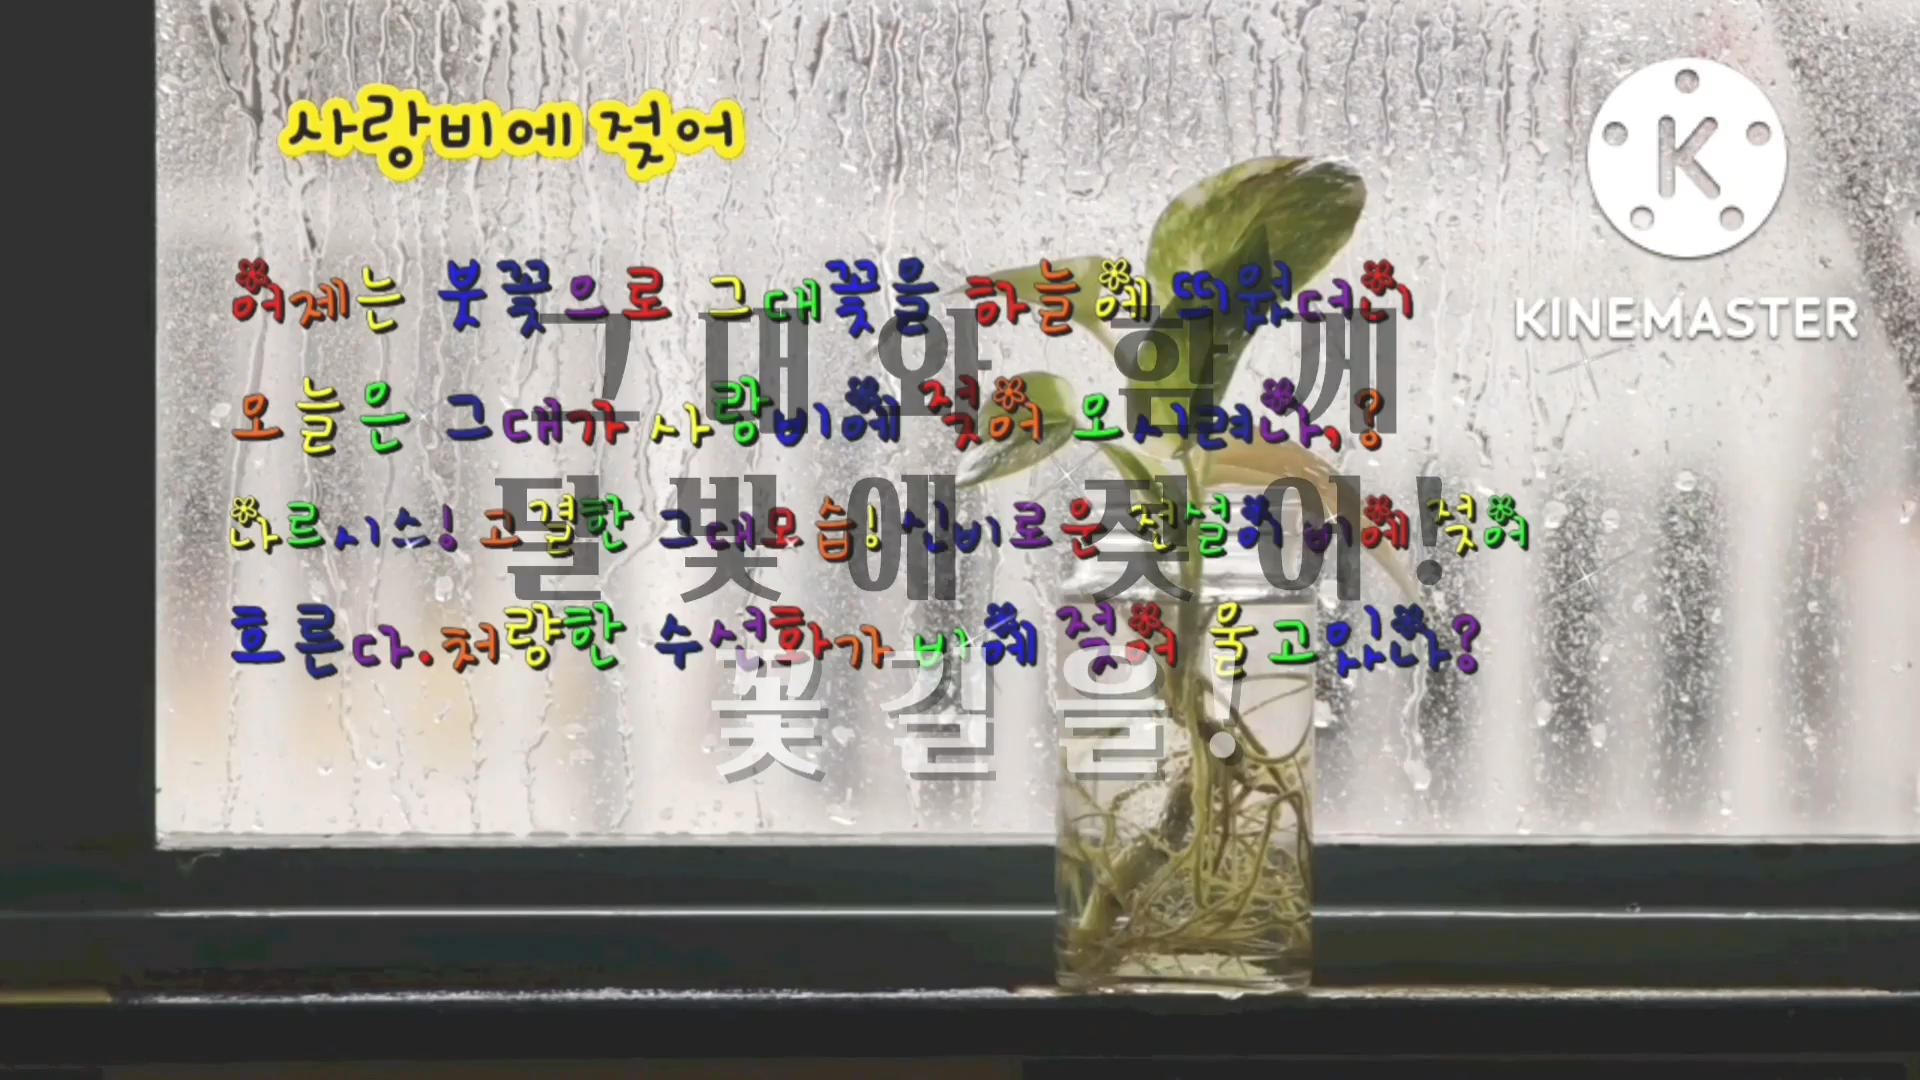 사랑비에 젖어
KINEMASTER
어제는 붓꽃으로 그대꽃을 하늘에 띄웠더니
오늘은 그대가 사랑비에 젖어 오시려나,?
나르시스! 고결한 그대모습! 신비로운 전설이 비에 젖어
흐른다.처량한 수선화가 비에 젖어 울고있나?
그대와 함께
달빛에 젖어!
꽃길을!